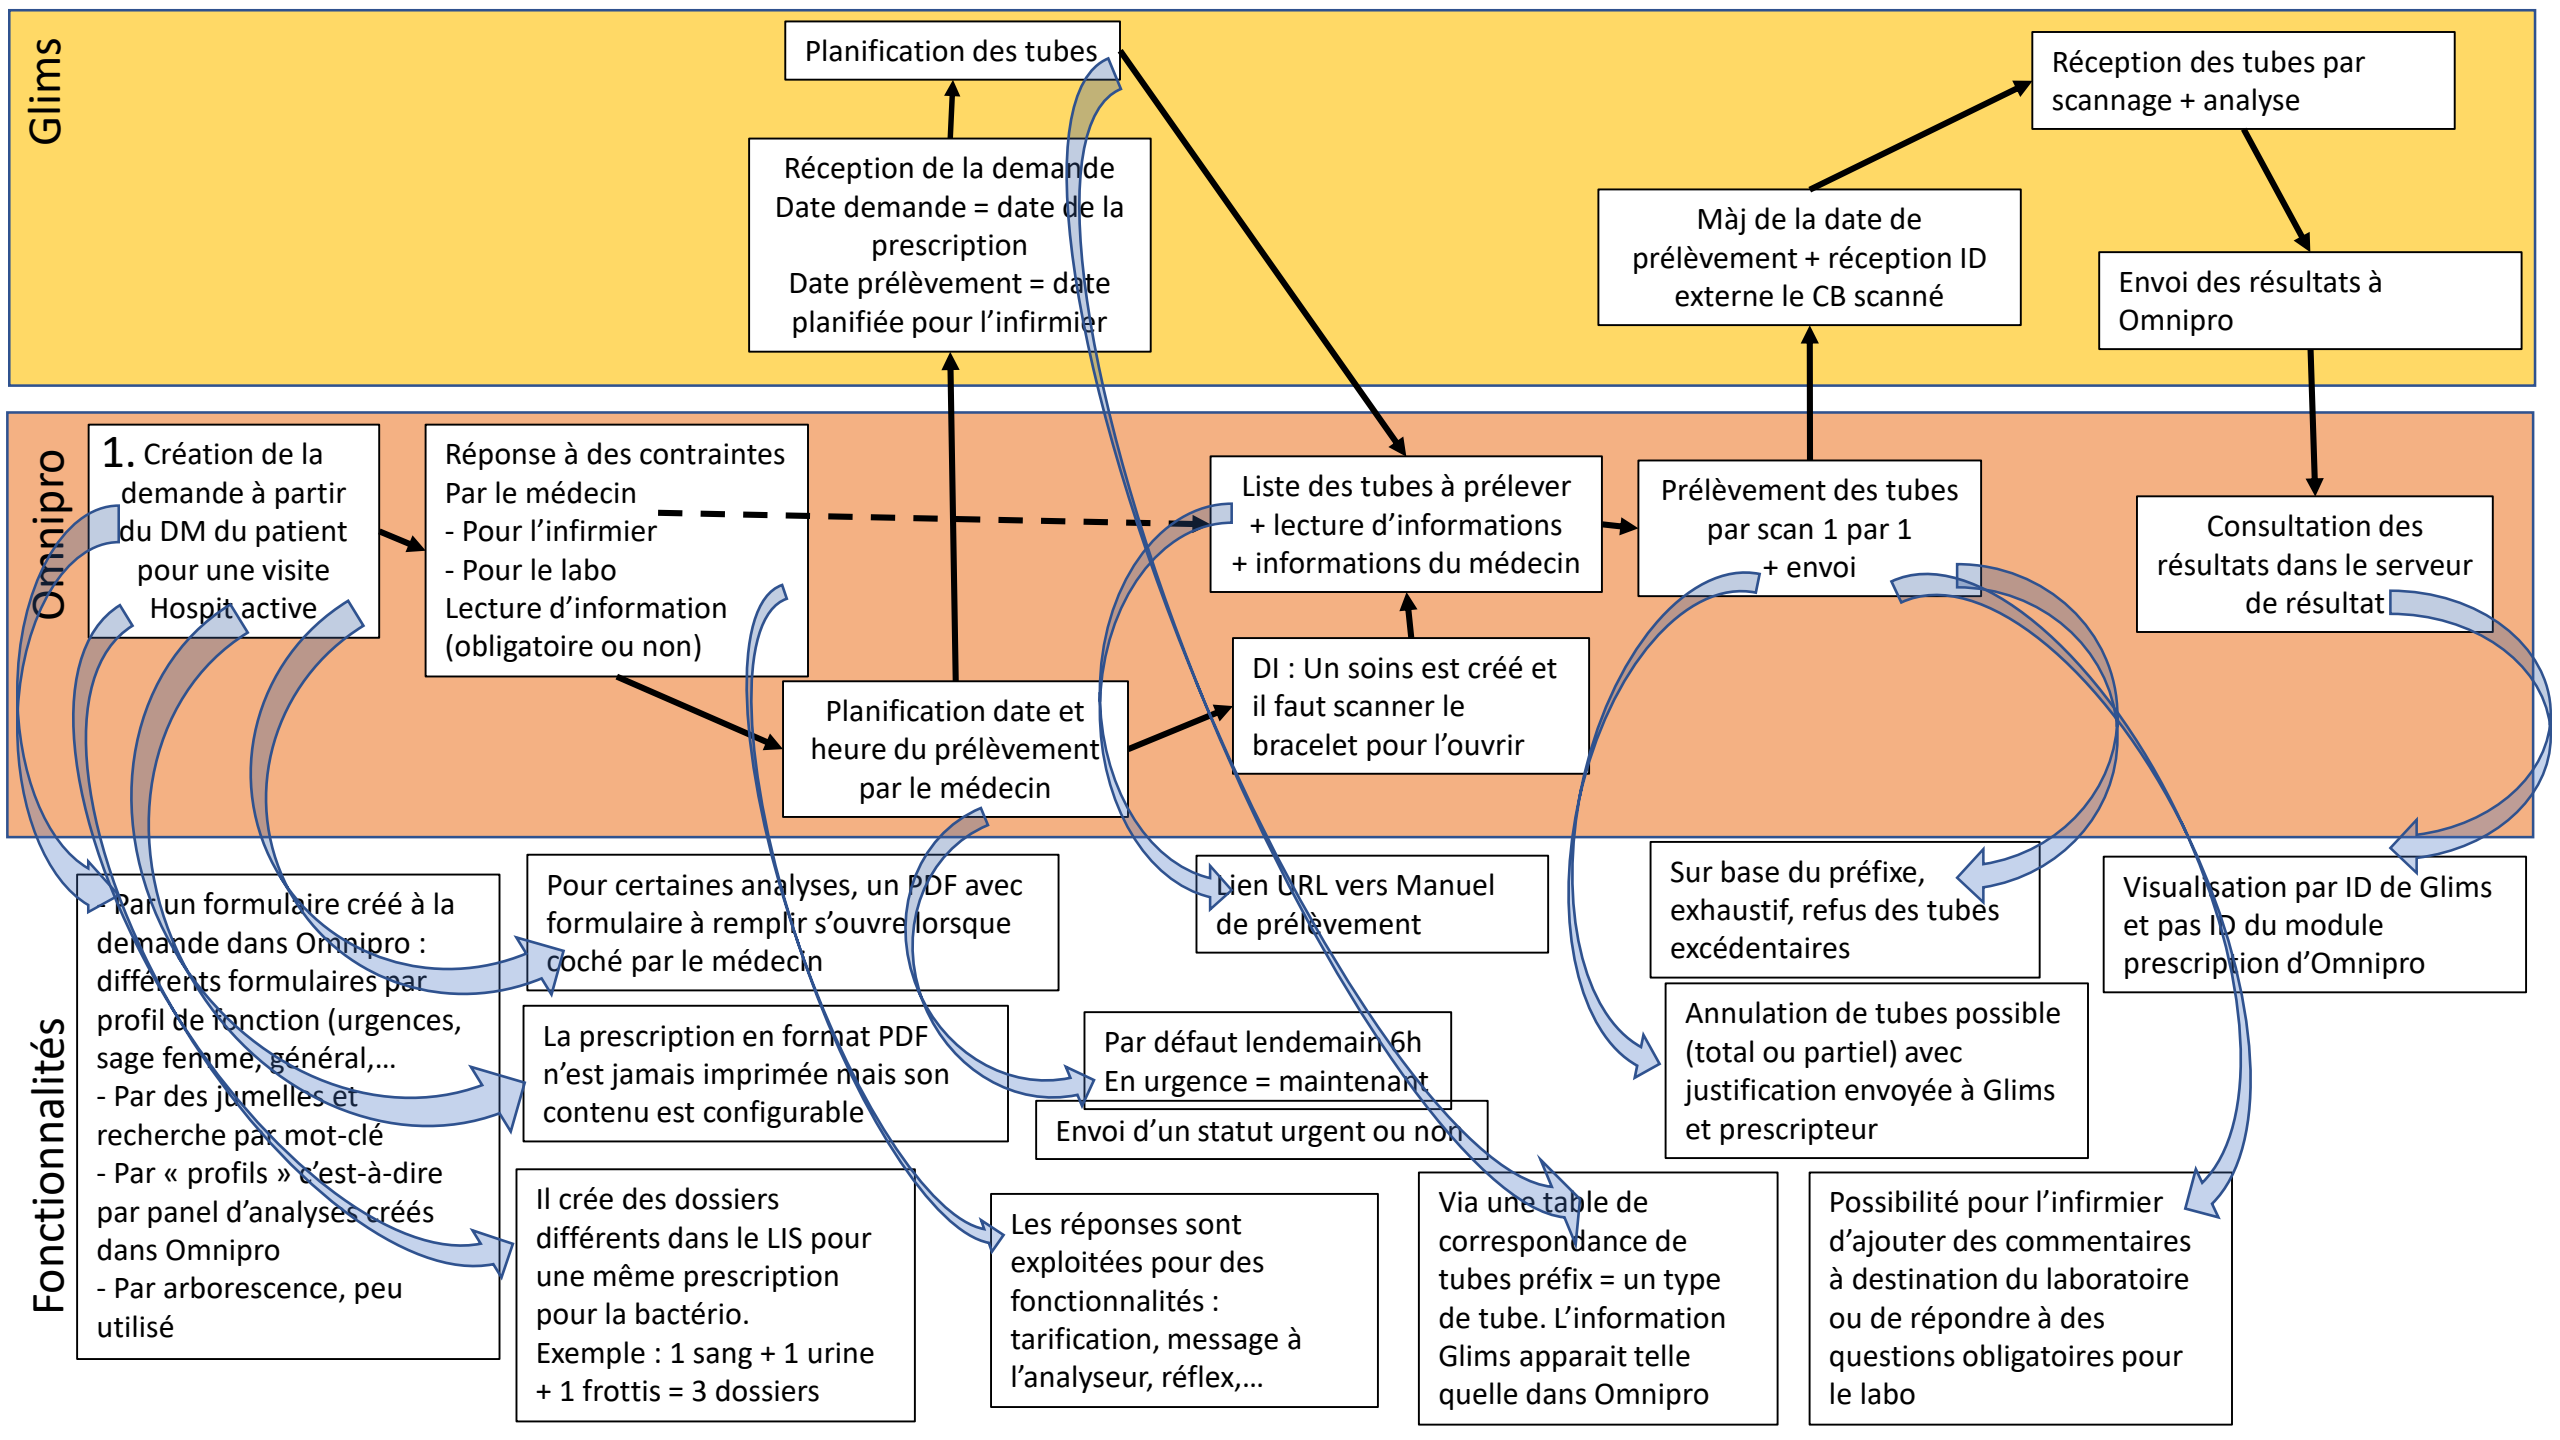 Glims
Planification des tubes
Réception de la demande
Date demande = date de la
prescription
Date prélèvement = date
planifiée pour l’infirmier
Réception des tubes par
scannage + analyse
Màj de la date de
prélèvement + réception ID
externe le CB scanné
Envoi des résultats à
Omnipro
Omnipro
1. Création de la
demande à partir
du DM du patient
pour une visite
Hospit active
Réponse à des contraintes
Par le médecin
- Pour l’infirmier
- Pour le labo
Lecture d’information
(obligatoire ou non)
Planification date et
heure du prélèvement
par le médecin
Liste des tubes à prélever
+ lecture d’informations
+ informations du médecin
DI : Un soins est créé et
il faut scanner le
bracelet pour l’ouvrir
Prélèvement des tubes
par scan 1 par 1
+ envoi
Consultation des
résultats dans le serveur
de résultat
Fonctionnalités
- Par un formulaire créé à la
demande dans Omnipro :
différents formulaires par
profil de fonction (urgences,
sage femme, général,…
- Par des jumelles et
recherche par mot-clé
- Par « profils » c’est-à-dire
par panel d’analyses créés
dans Omnipro
- Par arborescence, peu
utilisé
Pour certaines analyses, un PDF avec
formulaire à remplir s’ouvre lorsque
coché par le médecin
La prescription en format PDF
n’est jamais imprimée mais son
contenu est configurable
Il crée des dossiers
différents dans le LIS pour
une même prescription
pour la bactério.
Exemple : 1 sang + 1 urine
+ 1 frottis = 3 dossiers
Les réponses sont
exploitées pour des
fonctionnalités :
tarification, message à
l’analyseur, réflex,…
Par défaut lendemain 6h
En urgence = maintenant
Envoi d’un statut urgent ou non
Lien URL vers Manuel
de prélèvement
Via une table de
correspondance de
tubes préfix = un type
de tube. L’information
Glims apparait telle
quelle dans Omnipro
Sur base du préfixe,
exhaustif, refus des tubes
excédentaires
Annulation de tubes possible
(total ou partiel) avec
justification envoyée à Glims
et prescripteur
Possibilité pour l’infirmier
d’ajouter des commentaires
à destination du laboratoire
ou de répondre à des
questions obligatoires pour
le labo
Visualisation par ID de Glims
et pas ID du module
prescription d’Omnipro